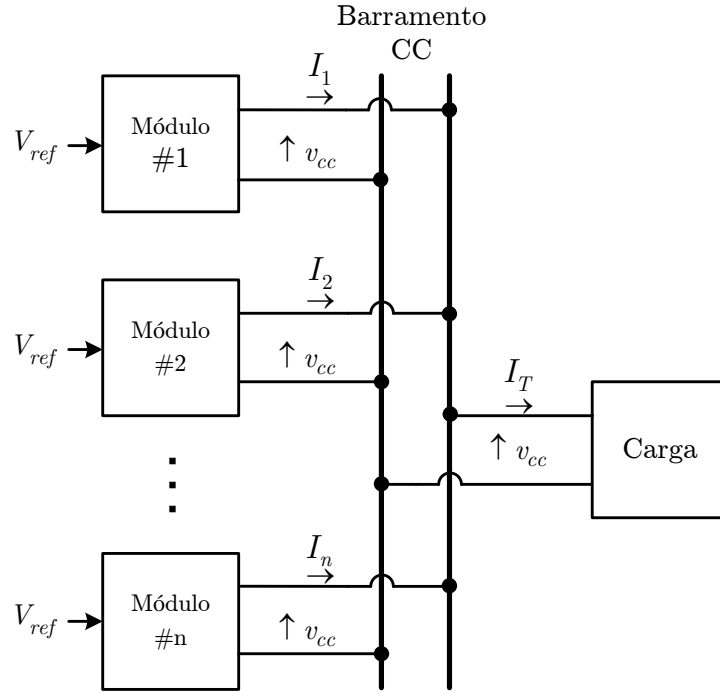 Barramento
CC
I_1
→
V_ref
Módulo
#1
↑ v_cc
I_2
→
V_ref
Módulo
#2
↑ v_cc
I_T
→
↑ v_cc
Carga
I_n
→
V_ref
Módulo
#n
↑ v_cc